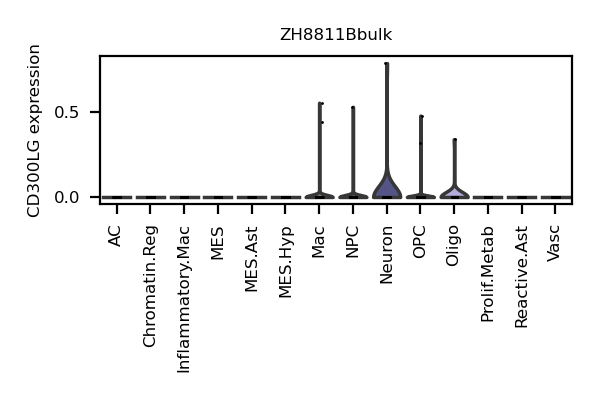 ZH8811Bbulk
CD300LG expression
0.5
0.0
AC
Chromatin.Reg
Inflammatory.Mac
MES
MES.Ast
MES.Hyp
Mac
NPC
Neuron
OPC
Oligo
Prolif.Metab
Reactive.Ast
Vasc